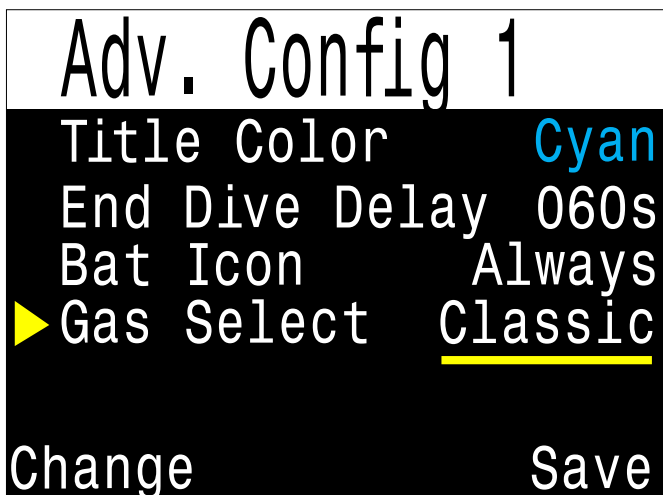 Adv. Config 1
Title Color Cyan
End Dive Delay 060s
Bat Icon Always
Gas Select Classic
Change Save